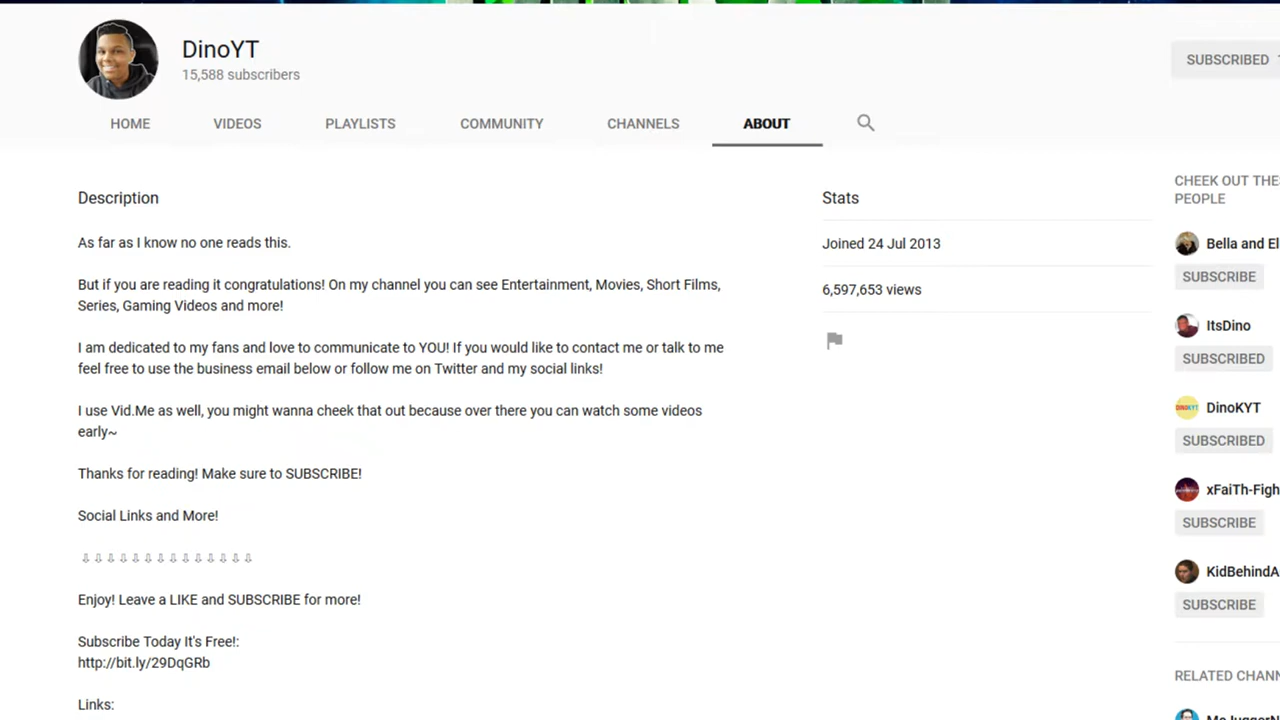 DinoYT
15,588 subscribers
SUBSCRIBED
HOME VIDEOS PLAYLISTS COMMUNITY CHANNELS ABOUT
Description
As far as I know no one reads this.
But if you are reading it congratulations! On my channel you can see Entertainment, Movies, Short Films,
Series, Gaming Videos and more!
I am dedicated to my fans and love to communicate to YOU! If you would like to contact me or talk to me
feel free to use the business email below or follow me on Twitter and my social links!
I use Vid.Me as well, you might wanna cheek that out because over there you can watch some videos
early~
Thanks for reading! Make sure to SUBSCRIBE!
Social Links and More!
⇩⇩⇩⇩⇩⇩⇩⇩⇩⇩⇩⇩⇩⇩
Enjoy! Leave a LIKE and SUBSCRIBE for more!
Subscribe Today It's Free!:
http://bit.ly/29DqGRb
Links:
Stats
Joined 24 Jul 2013
6,597,653 views
CHEEK OUT THE
PEOPLE
Bella and
SUBSCRIBE
ItsDino
SUBSCRIBED
DinoKYT
SUBSCRIBED
xFaiTh-Figh
SUBSCRIBE
KidBehindA
SUBSCRIBE
RELATED CHAN